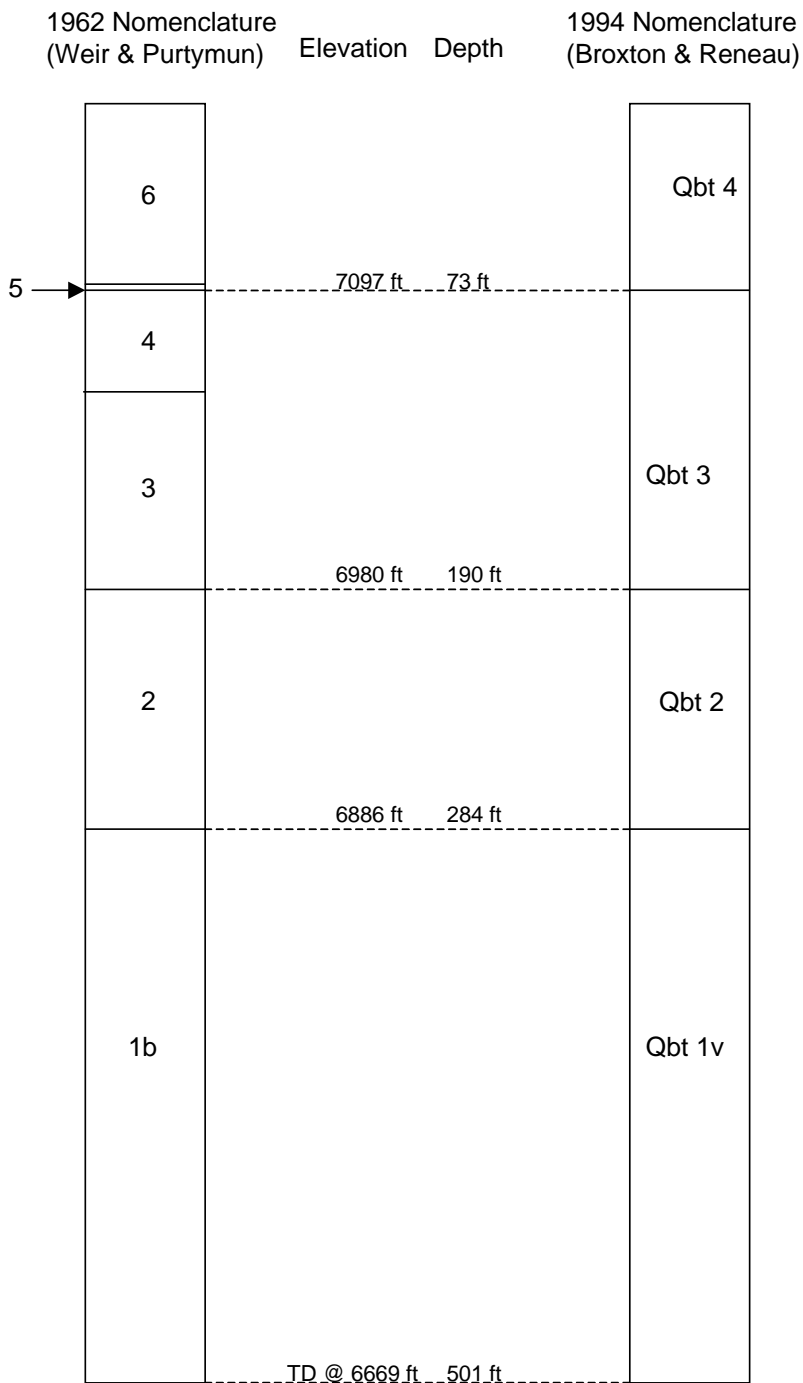 1962 Nomenclature
(Weir & Purtymun)
Elevation
Depth
1994 Nomenclature
(Broxton & Reneau)
6
Qbt 4
5
7097 ft
73 ft
4
3
Qbt 3
6980 ft
190 ft
2
Qbt 2
6886 ft
284 ft
1b
Qbt 1v
TD @ 6669 ft
501 ft